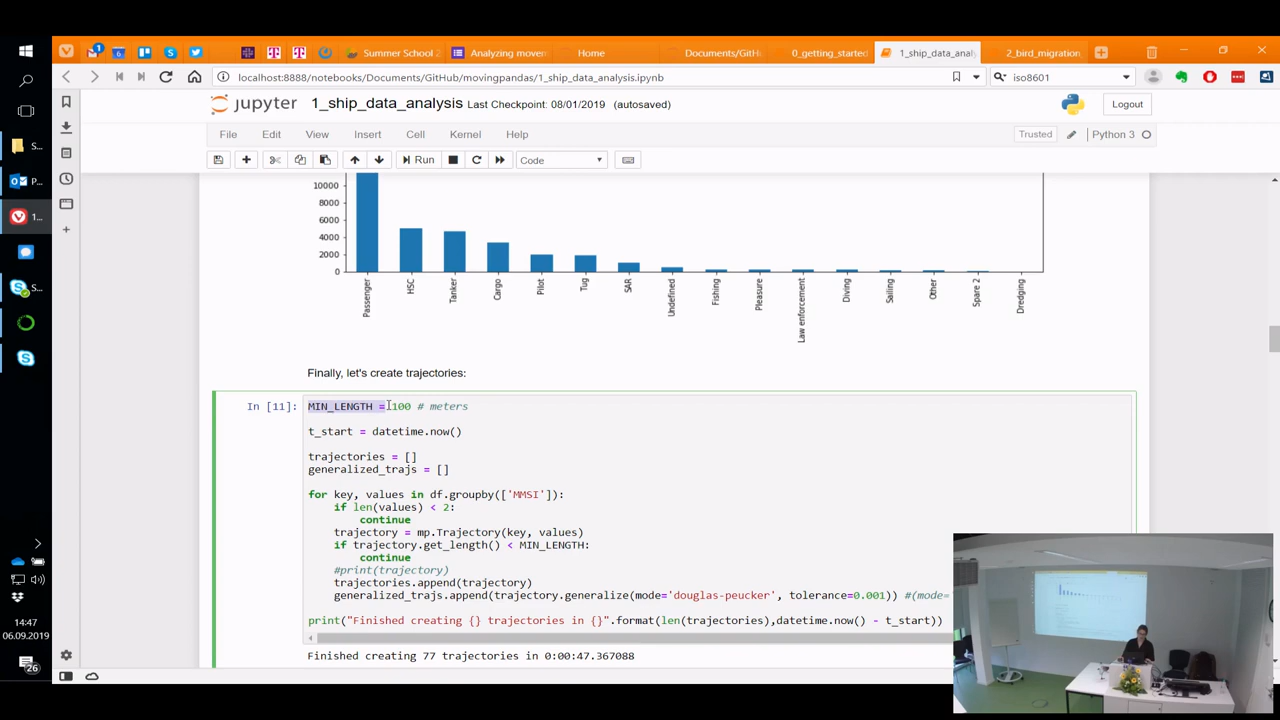 1
6
Summer School 2
Analyzing movem
Home
Documents/GitHu
0_getting_started
1_ship_data_analy
2_bird_migration_
localhost:8888/notebooks/Documents/GitHub/movingpandas/1_ship_data_analysis.ipynb
iso8601
jupyter 1_ship_data_analysis Last Checkpoint: 08/01/2019 (autosaved)
Logout
File Edit View Insert Cell Kernel Help
Trusted
Python 3
Run
Code
S...
P...
1...
S...
10000
8000
6000
4000
2000
0
Passenger
HSC
Tanker
Cargo
Pilot
Tug
SAR
Undefined
Fishing
Pleasure
Law enforcement
Diving
Sailing
Other
Spare 2
Dredging
Finally, let's create trajectories:
In [11]:
MIN_LENGTH = 100 # meters
t_start = datetime.now()
trajectories = []
generalized_trajs = []
for key, values in df.groupby(['MMSI']):
if len(values) < 2:
continue
trajectory = mp.Trajectory(key, values)
if trajectory.get_length() < MIN_LENGTH:
continue
#print(trajectory)
trajectories.append(trajectory)
generalized_trajs.append(trajectory.generalize(mode='douglas-peucker', tolerance=0.001)) #(mode=
print("Finished creating {} trajectories in {}".format(len(trajectories),datetime.now() - t_start))
Finished creating 77 trajectories in 0:00:47.367088
14:47
06.09.2019
26